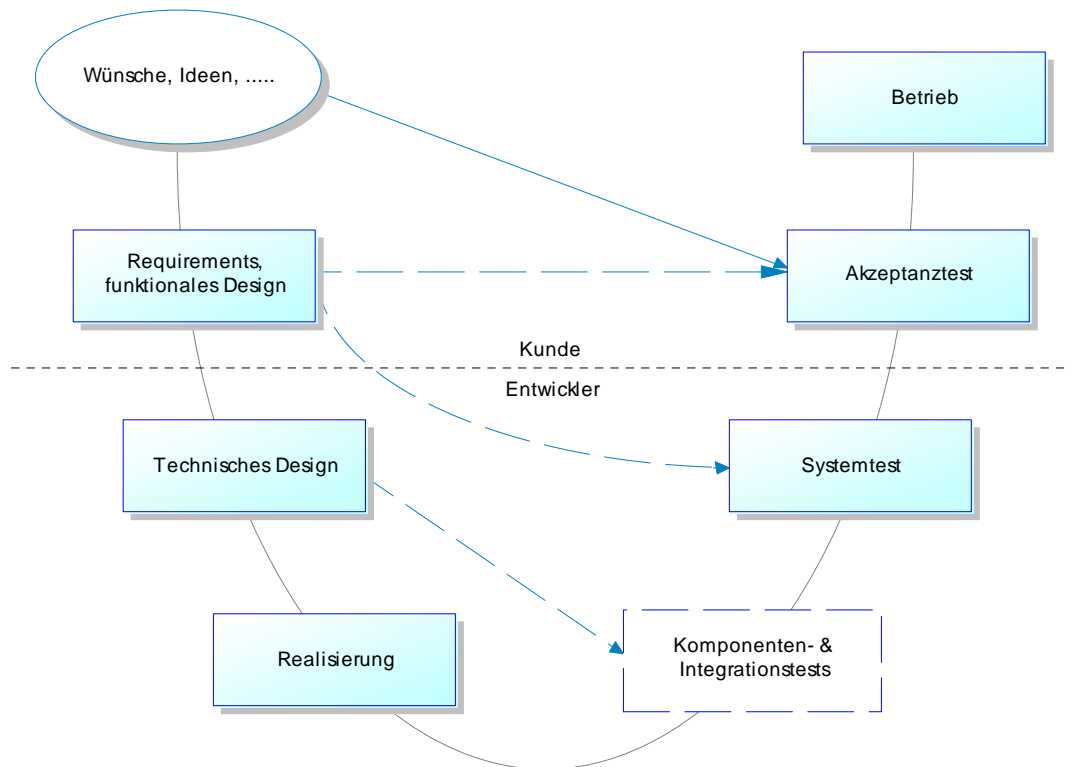 Wünsche, Ideen, .....
Betrieb
Requirements,
funktionales Design
Akzeptanztest
Kunde
Entwickler
Technisches Design
Systemtest
Realisierung
Komponenten- &
Integrationstests